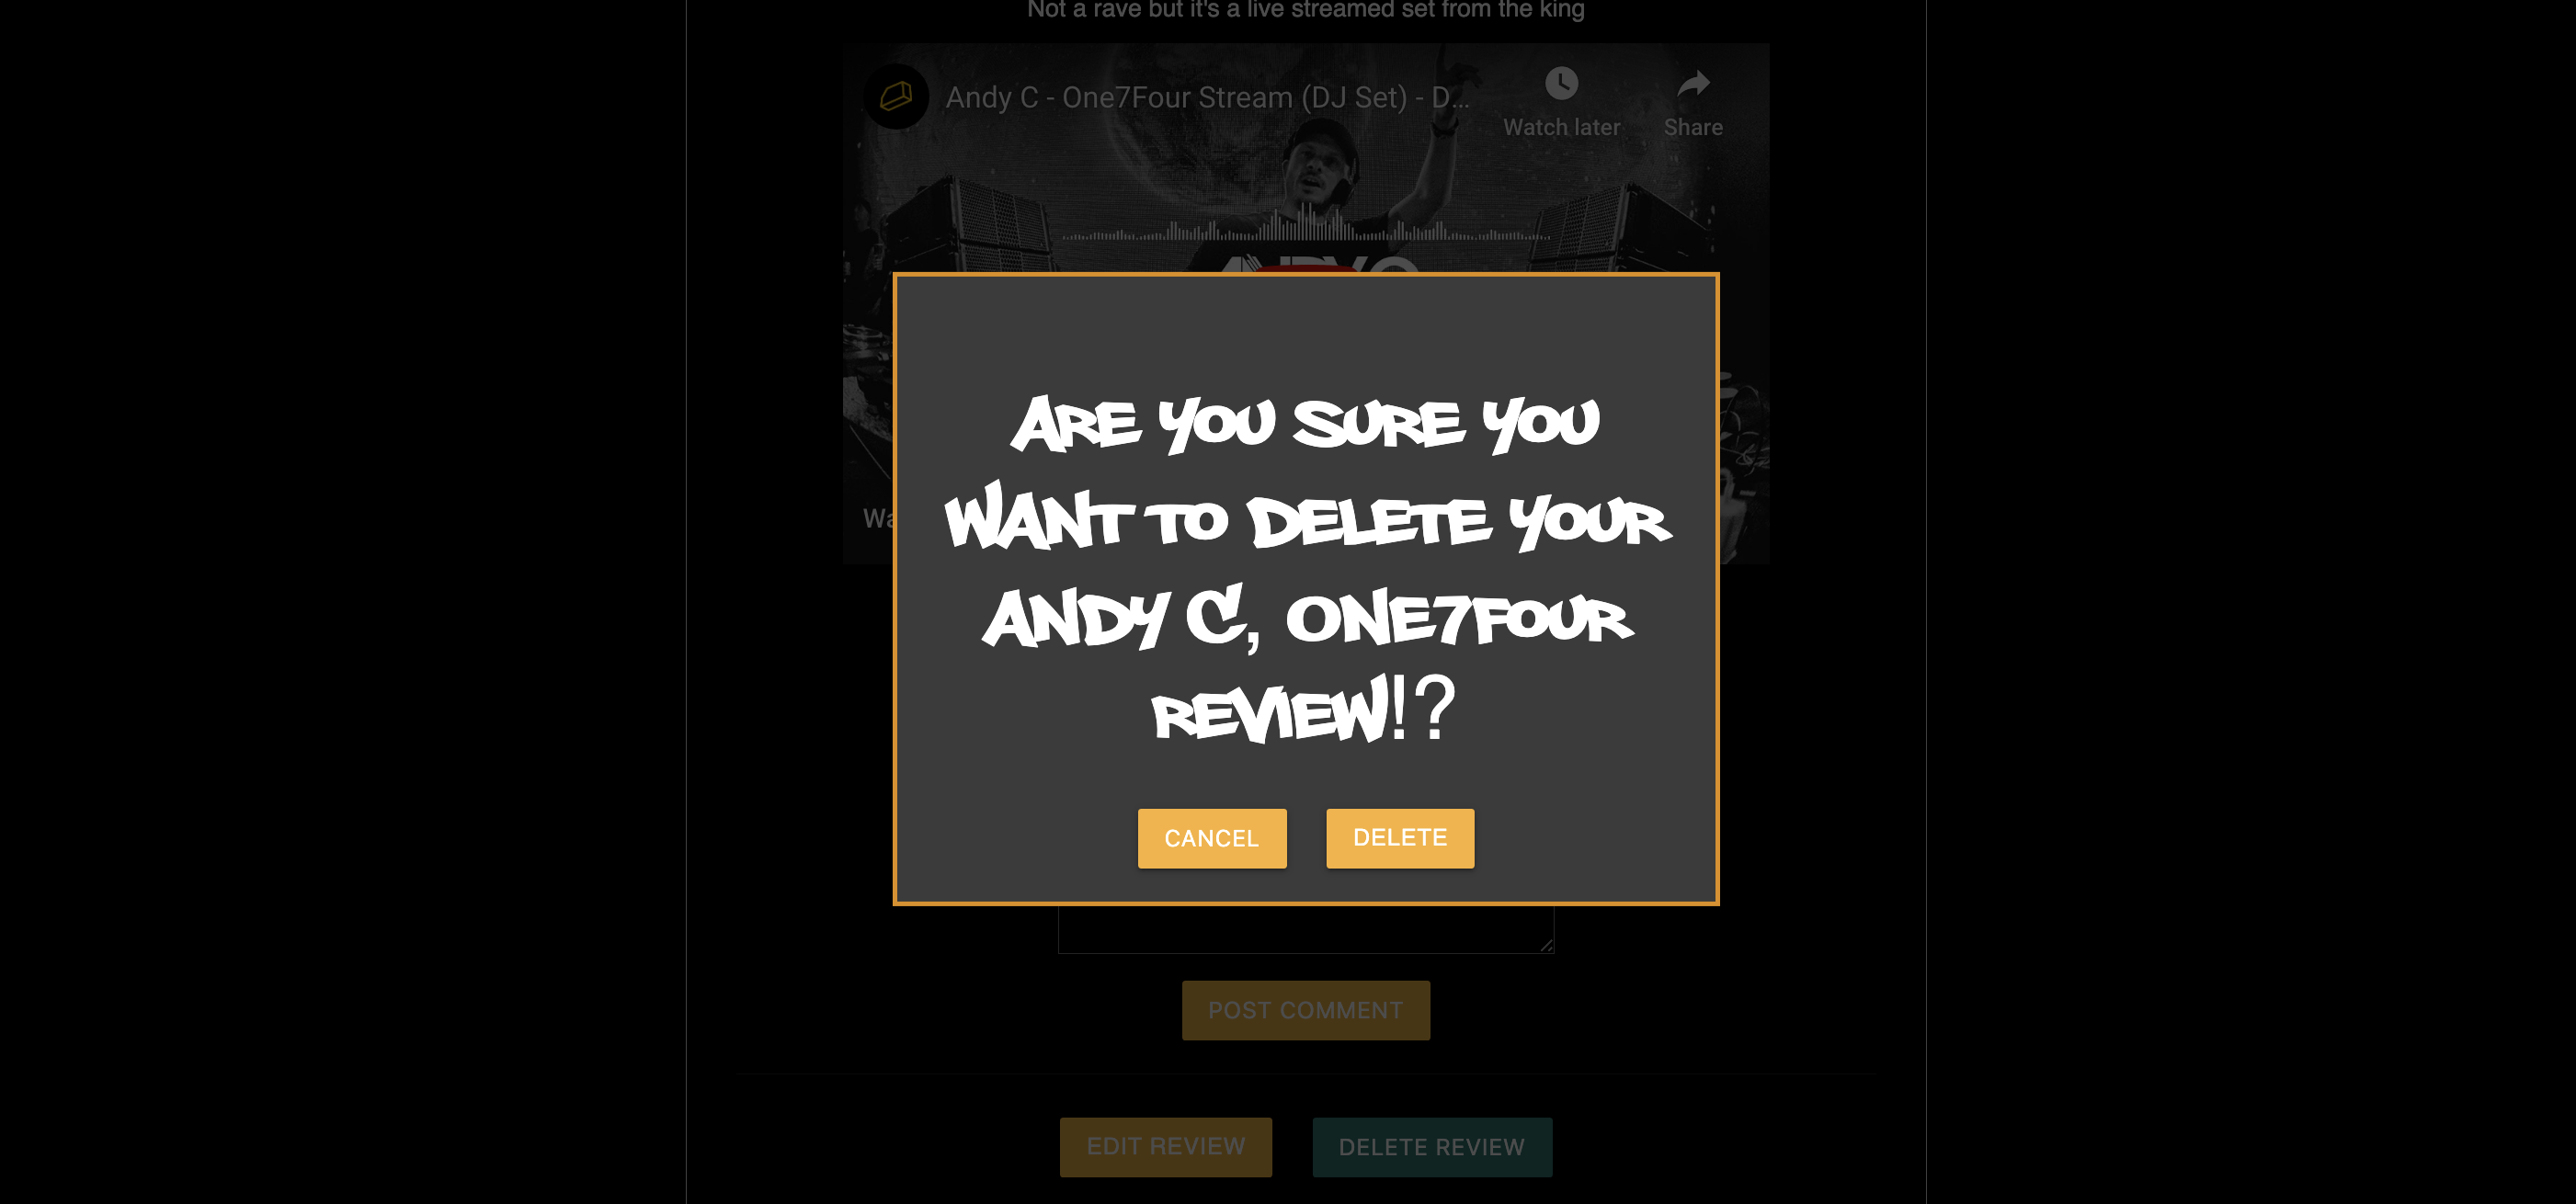 Not a rave but it's a live streamed set from the king
Andy C - One7Four Stream (DJ Set) - D...
Watch later
Share
ARE YOU SURE YOU
WANT TO DELETE YOUR
ANDY C, ONE7FOUR
REVIEW!?
CANCEL
DELETE
POST COMMENT
EDIT REVIEW
DELETE REVIEW